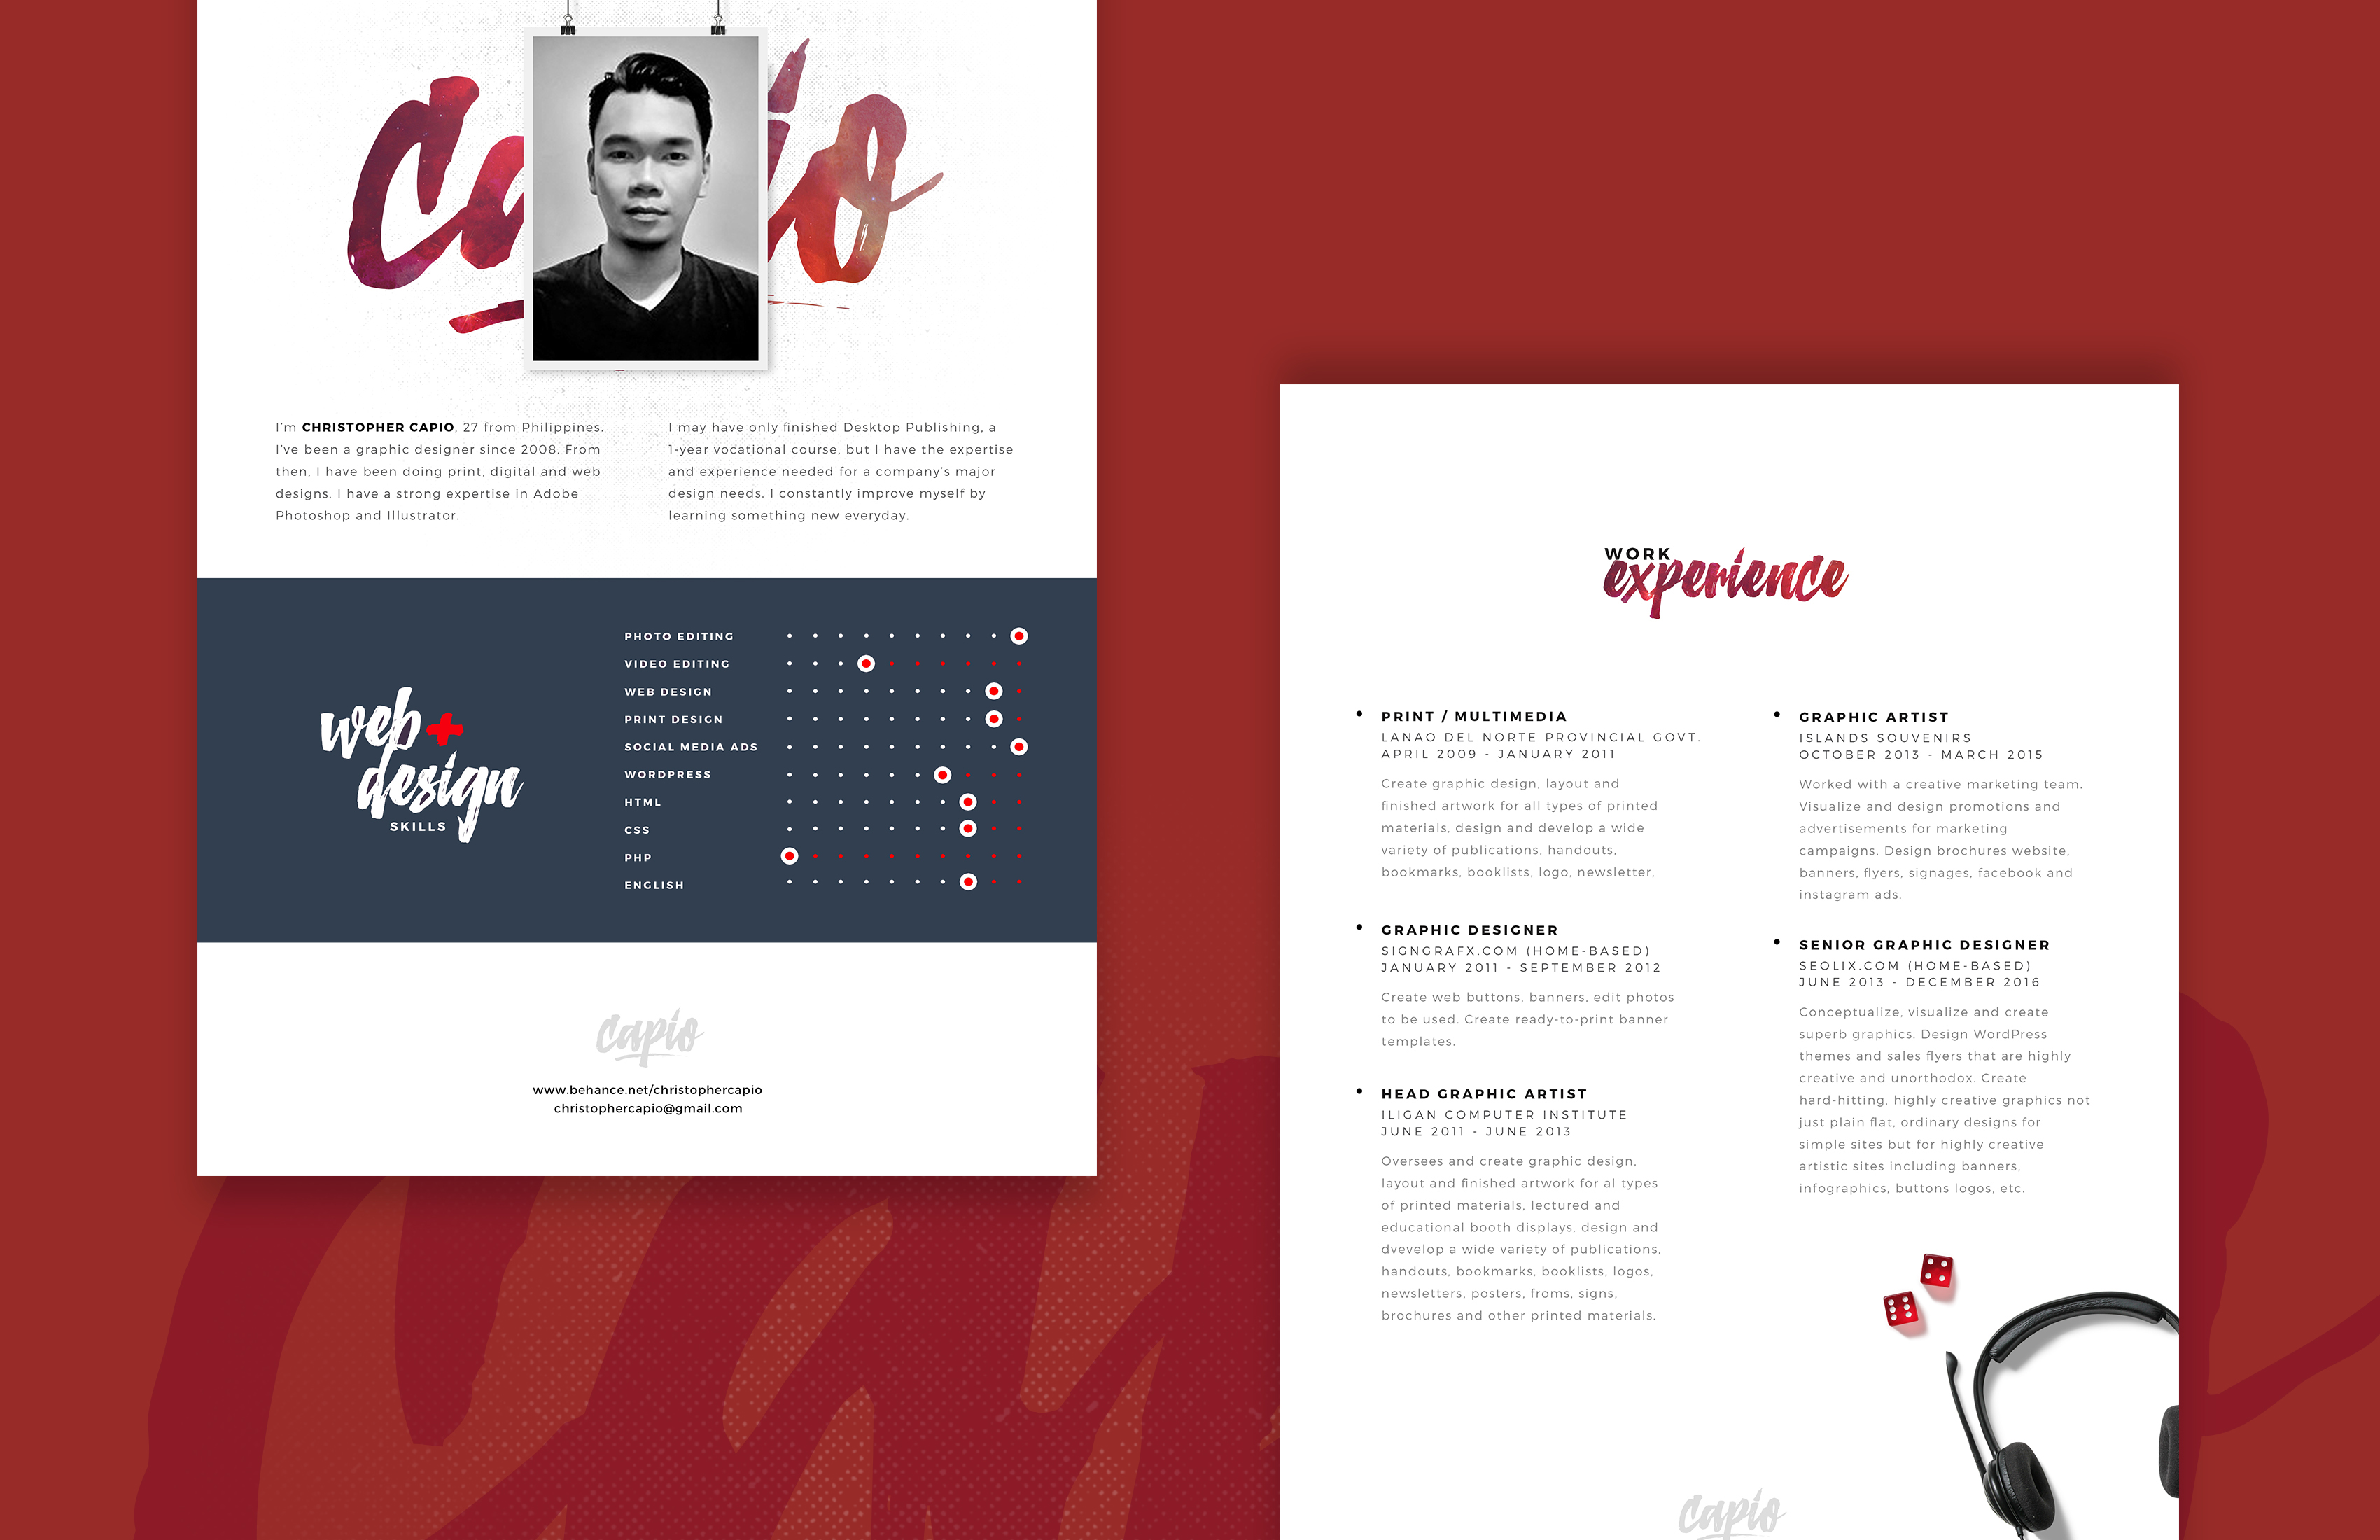 Capio
I'm CHRISTOPHER CAPIO, 27 from Philippines.
I've been a graphic designer since 2008. From
then, I have been doing print, digital and web
designs. I have a strong expertise in Adobe
Photoshop and Illustrator.
I may have only finished Desktop Publishing, a
1-year vocational course, but I have the expertise
and experience needed for a company's major
design needs. I constantly improve myself by
learning something new everyday.
web+
design
SKILLS
PHOTO EDITING
VIDEO EDITING
WEB DESIGN
PRINT DESIGN
SOCIAL MEDIA ADS
WORDPRESS
HTML
CSS
PHP
ENGLISH
capio
www.behance.net/christophercapio
christophercapio@gmail.com
WORK
experience
PRINT / MULTIMEDIA
LANAO DEL NORTE PROVINCIAL GOVT.
APRIL 2009 - JANUARY 2011
Create graphic design, layout and
finished artwork for all types of printed
materials, design and develop a wide
variety of publications, handouts,
bookmarks, booklists, logo, newsletter,
GRAPHIC DESIGNER
SIGNGRAFX.COM (HOME-BASED)
JANUARY 2011 - SEPTEMBER 2012
Create web buttons, banners, edit photos
to be used. Create ready-to-print banner
templates.
HEAD GRAPHIC ARTIST
ILIGAN COMPUTER INSTITUTE
JUNE 2011 - JUNE 2013
Oversees and create graphic design,
layout and finished artwork for al types
of printed materials, lectured and
educational booth displays, design and
dvevelop a wide variety of publications,
handouts, bookmarks, booklists, logos,
newsletters, posters, froms, signs,
brochures and other printed materials.
GRAPHIC ARTIST
ISLANDS SOUVENIRS
OCTOBER 2013 - MARCH 2015
Worked with a creative marketing team.
Visualize and design promotions and
advertisements for marketing
campaigns. Design brochures website,
banners, flyers, signages, facebook and
instagram ads.
SENIOR GRAPHIC DESIGNER
SEOLIX.COM (HOME-BASED)
JUNE 2013 - DECEMBER 2016
Conceptualize, visualize and create
superb graphics. Design WordPress
themes and sales flyers that are highly
creative and unorthodox. Create
hard-hitting, highly creative graphics not
just plain flat, ordinary designs for
simple sites but for highly creative
artistic sites including banners,
infographics, buttons logos, etc.
capio